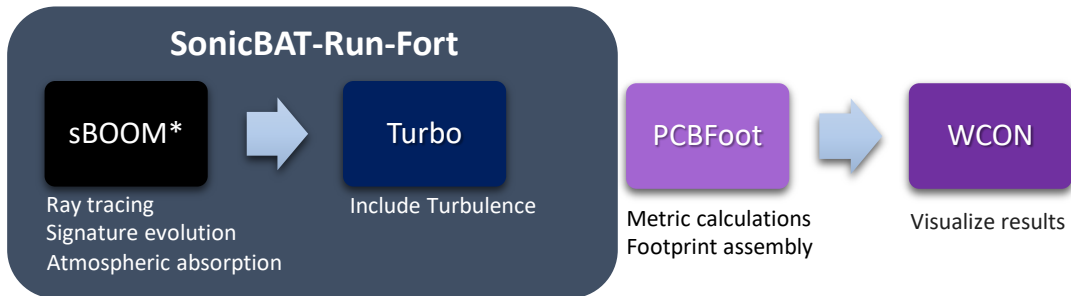 SonicBAT-Run-Fort
sBOOM*
Ray tracing
Signature evolution
Atmospheric absorption
Turbo
Include Turbulence
PCBFoot
Metric calculations
Footprint assembly
WCON
Visualize results